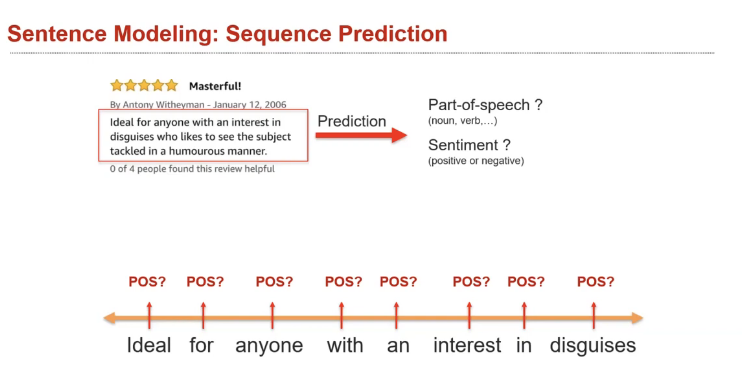 Sentence Modeling: Sequence Prediction
Masterful!
By Antony Witheyman - January 12, 2006
Ideal for anyone with an interest in
disguises who likes to see the subject
tackled in a humourous manner.
0 of 4 people found this review helpful
Prediction
Part-of-speech ?
(noun, verb,…)
Sentiment ?
(positive or negative)
POS? POS? POS? POS? POS? POS? POS? POS?
Ideal for anyone with an interest in disguises